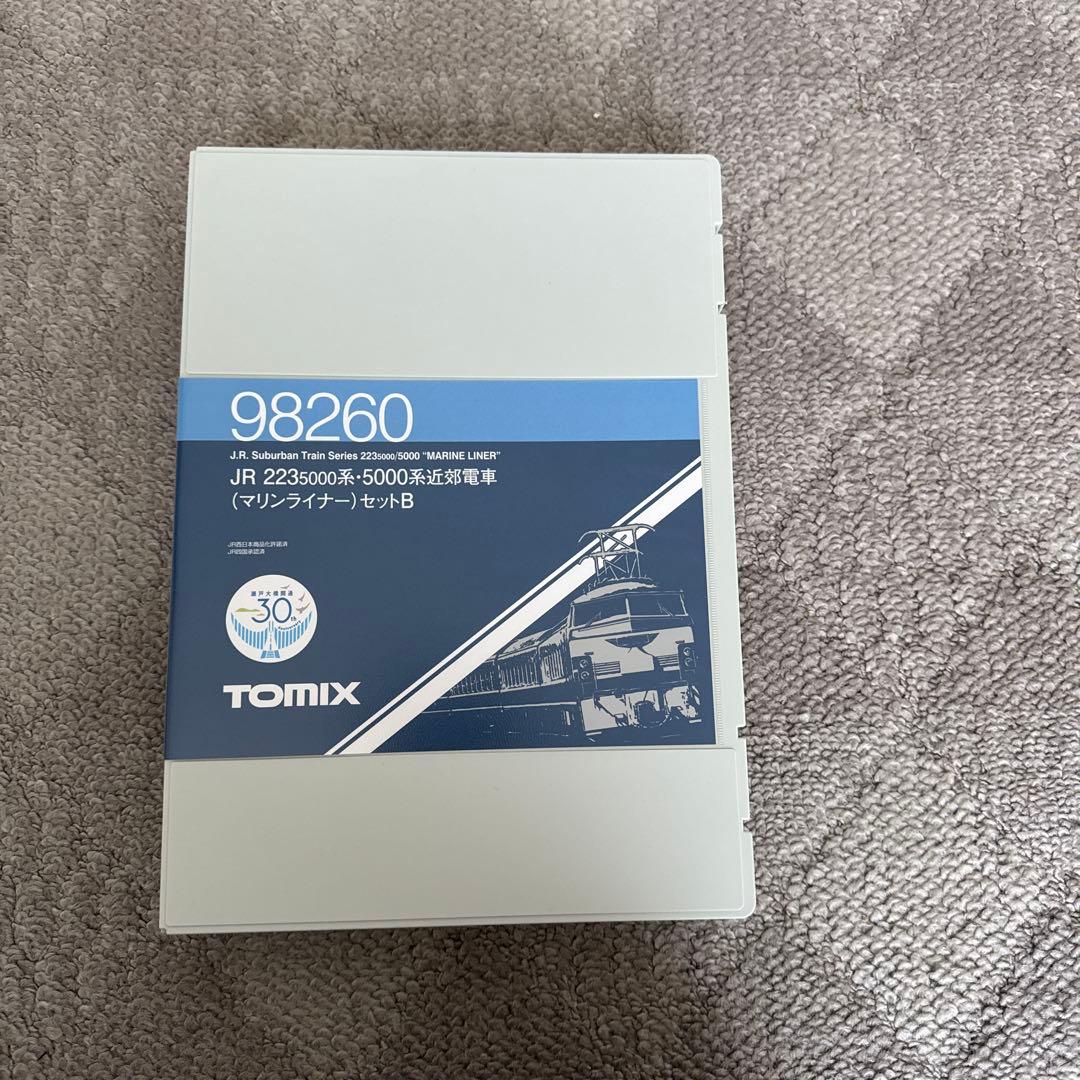 98260
J.R. Suburban Train Series 2235000/5000 “MARINE LINER”
JR 2235000系・5000系近郊電車
（マリンライナー）セットB
JR西日本商品化許諾済
JR四国承認済
瀬戸大橋開通
30th
Anniversary
TOMIX